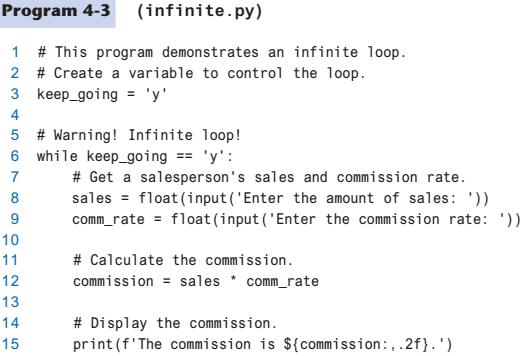 Program 4-3 (infinite.py)
1 # This program demonstrates an infinite loop.
2 # Create a variable to control the loop.
3 keep_going = 'y'
4
5 # Warning! Infinite loop!
6 while keep_going == 'y':
7     # Get a salesperson's sales and commission rate.
8     sales = float(input('Enter the amount of sales: '))
9     comm_rate = float(input('Enter the commission rate: '))
10
11     # Calculate the commission.
12     commission = sales * comm_rate
13
14     # Display the commission.
15     print(f'The commission is ${commission:,.2f}.')